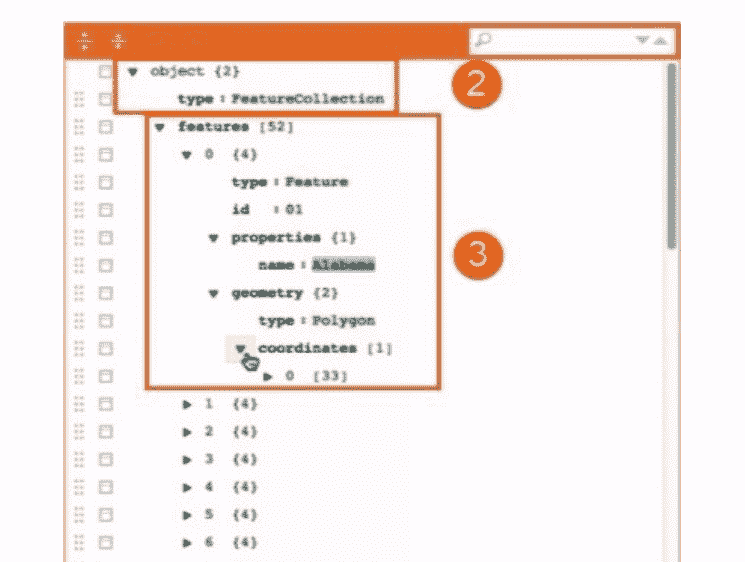 object {2}
2
type : FeatureCollection
features [52]
0 {4}
type : Feature
id : 01
properties {1}
3
name : Alabama
geometry {2}
type : Polygon
coordinates [1]
0 [33]
1 {4}
2 {4}
3 {4}
4 {4}
5 {4}
6 {4}